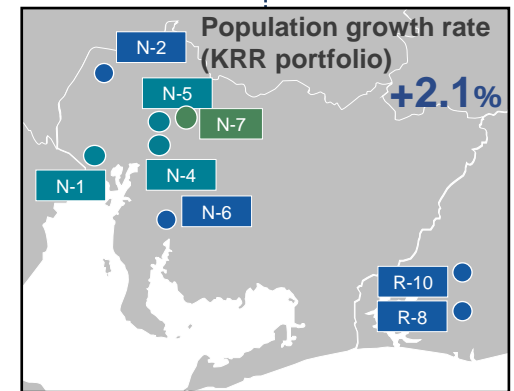 Population growth rate
(KRR portfolio)
+2.1%
N-2
N-5
N-7
N-1
N-4
N-6
R-10
R-8